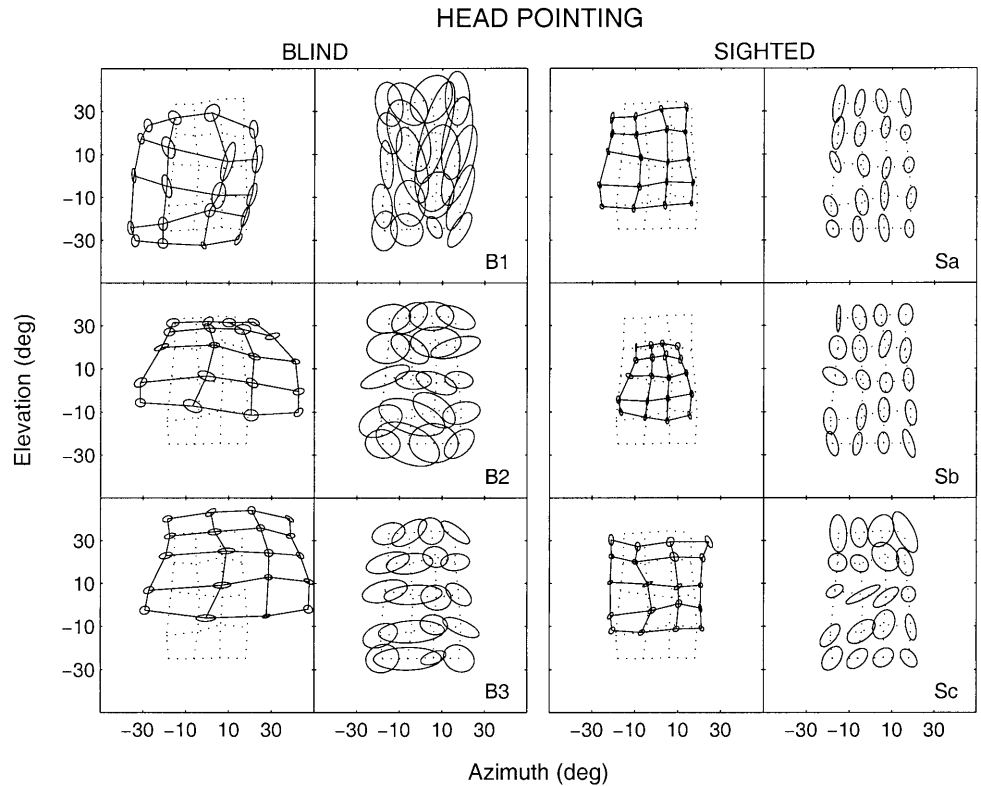 HEAD POINTING
BLIND
SIGHTED
30
10
−10
−30
B1
Sa
30
10
−10
−30
B2
Sb
30
10
−10
−30
B3
Sc
−30 −10 10 30 −30 −10 10 30 −30 −10 10 30 −30 −10 10 30
Elevation (deg)
Azimuth (deg)